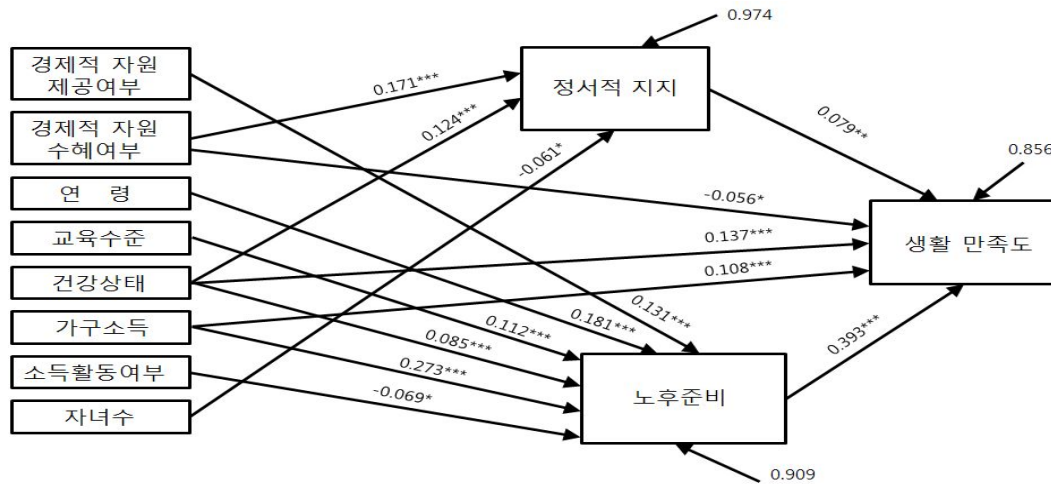 0.974
경제적 자원
제공여부
정서적 지지
0.171***
경제적 자원
수혜여부
0.124***
0.079**
0.856
-0.061*
연 령
-0.056*
교육수준
0.137***
생활 만족도
건강상태
0.108***
가구소득
0.112***
0.181***
0.131***
0.085***
0.393***
소득활동여부
0.273***
노후준비
-0.069*
자녀수
0.909